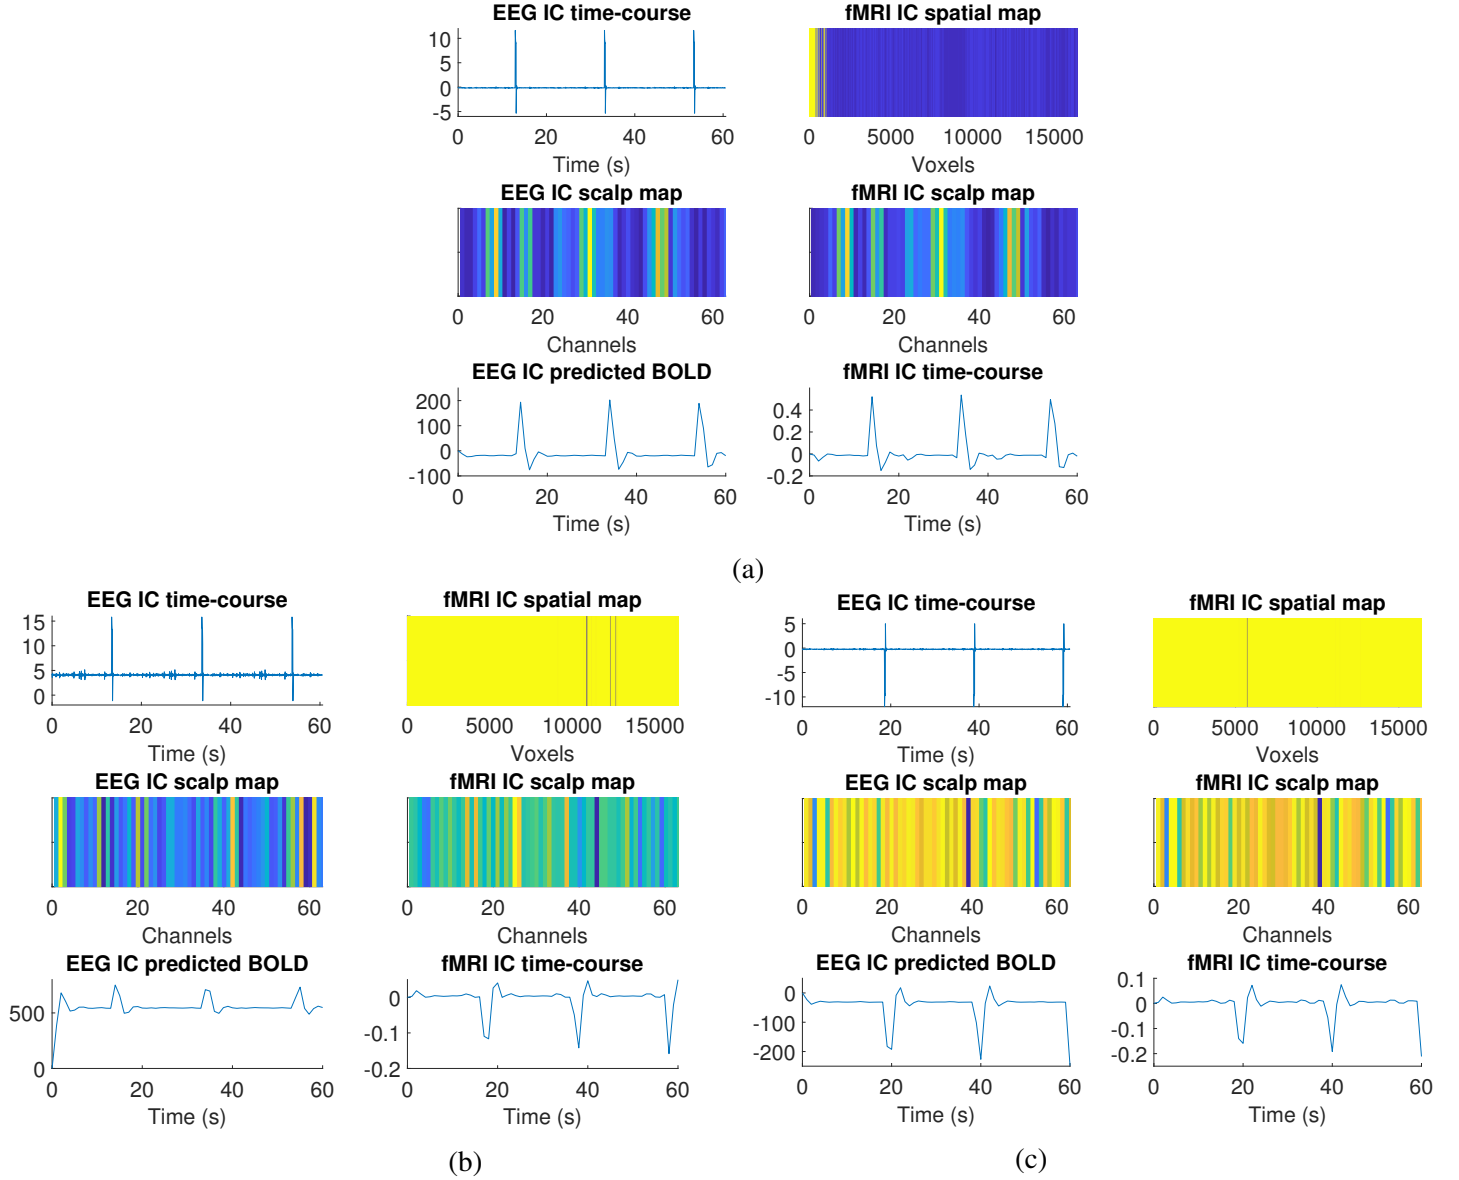 EEG IC time-course
fMRI IC spatial map
10
5
0
-5
0 20 40 60
0 5000 10000 15000
Time (s)
Voxels
EEG IC scalp map
fMRI IC scalp map
0 20 40 60
0 20 40 60
Channels
Channels
EEG IC predicted BOLD
fMRI IC time-course
200
100
0
-100
0.4
0.2
0
-0.2
0 20 40 60
0 20 40 60
Time (s)
Time (s)
(a)
EEG IC time-course
fMRI IC spatial map
15
10
5
0
0 20 40 60
0 5000 10000 15000
Time (s)
Voxels
EEG IC scalp map
fMRI IC scalp map
0 20 40 60
0 20 40 60
Channels
Channels
EEG IC predicted BOLD
fMRI IC time-course
500
0
0
-0.1
-0.2
0 20 40 60
0 20 40 60
Time (s)
Time (s)
(b)
EEG IC time-course
fMRI IC spatial map
5
0
-5
-10
0 20 40 60
0 5000 10000 15000
Time (s)
Voxels
EEG IC scalp map
fMRI IC scalp map
0 20 40 60
0 20 40 60
Channels
Channels
EEG IC predicted BOLD
fMRI IC time-course
0
-100
-200
0.1
0
-0.1
-0.2
0 20 40 60
0 20 40 60
Time (s)
Time (s)
(c)